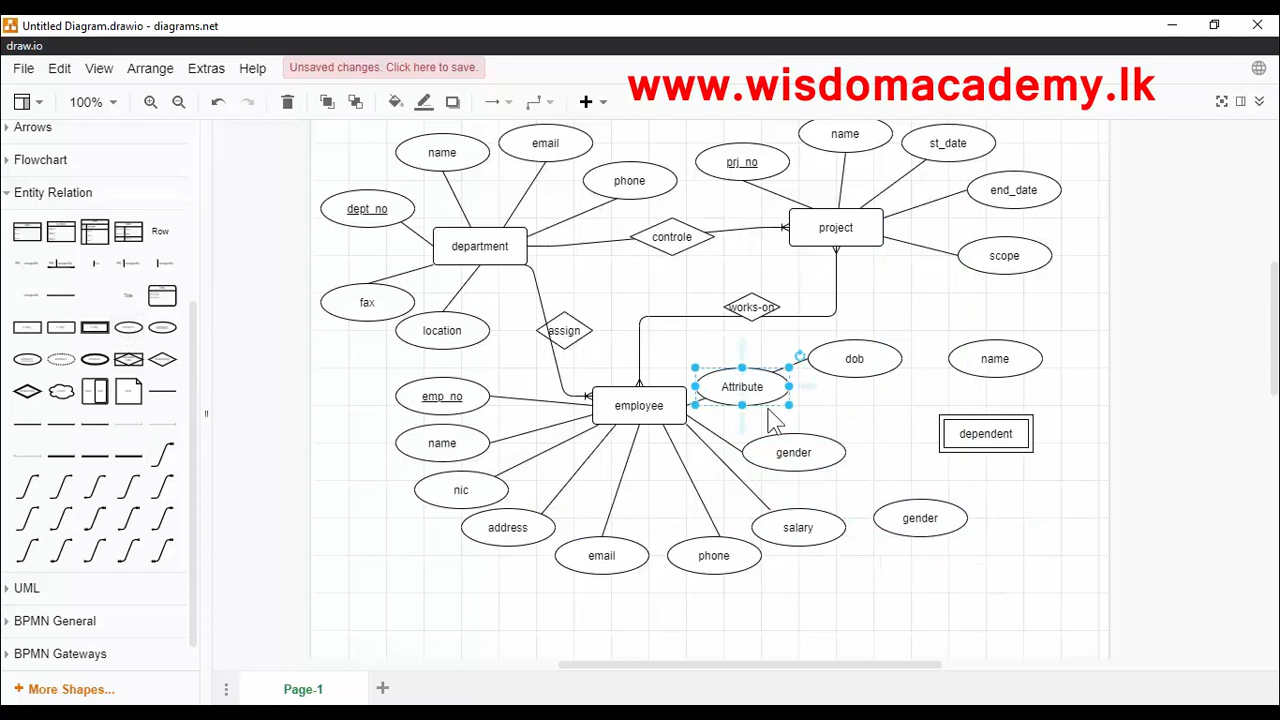 Untitled Diagram.drawio - diagrams.net
draw.io
File Edit View Arrange Extras Help Unsaved changes. Click here to save.
www.wisdomacademy.lk
100%
Arrows
Flowchart
Entity Relation
Row
Title
UML
BPMN General
BPMN Gateways
+ More Shapes...
name
email
phone
dept_no
department
fax
location
controle
prj_no
name
st_date
end_date
project
scope
works-on
assign
Attribute
dob
name
emp_no
employee
dependent
name
gender
nic
address
salary
gender
email
phone
Page-1